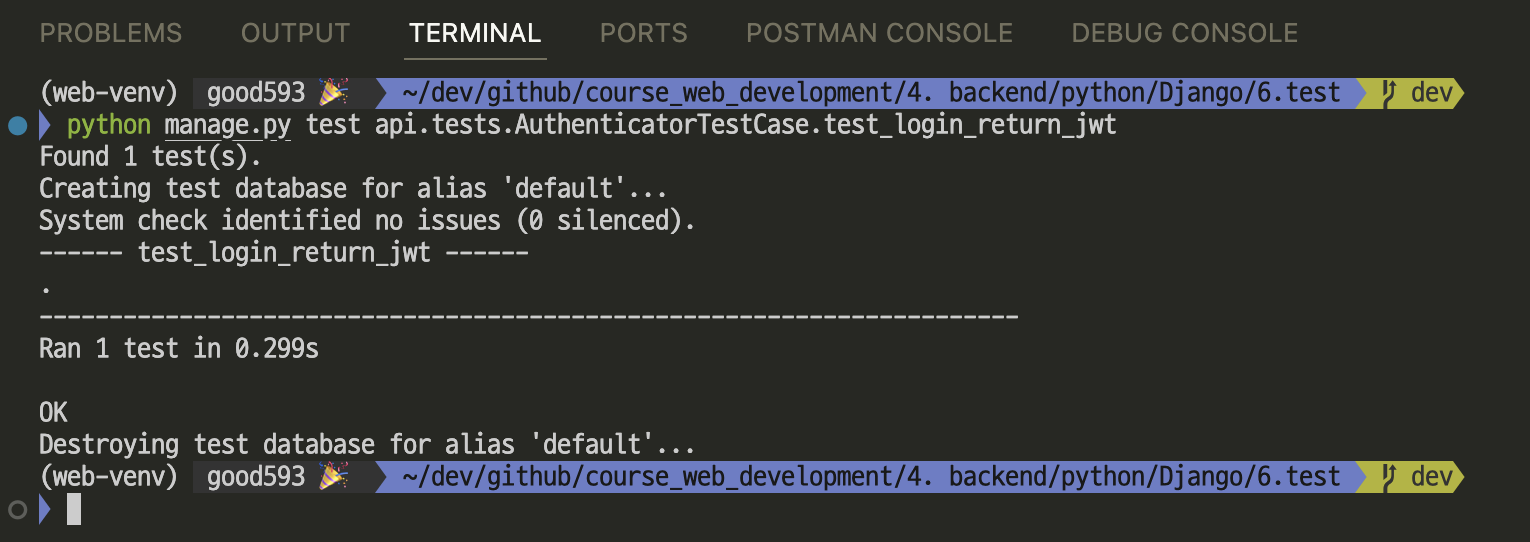 PROBLEMS OUTPUT TERMINAL PORTS POSTMAN CONSOLE DEBUG CONSOLE
(web-venv) good593 🎉 ~/dev/github/course_web_development/4. backend/python/Django/6.test dev
python manage.py test api.tests.AuthenticatorTestCase.test_login_return_jwt
Found 1 test(s).
Creating test database for alias 'default'...
System check identified no issues (0 silenced).
------ test_login_return_jwt ------
.
----------------------------------------------------------------------
Ran 1 test in 0.299s
OK
Destroying test database for alias 'default'...
(web-venv) good593 🎉 ~/dev/github/course_web_development/4. backend/python/Django/6.test dev